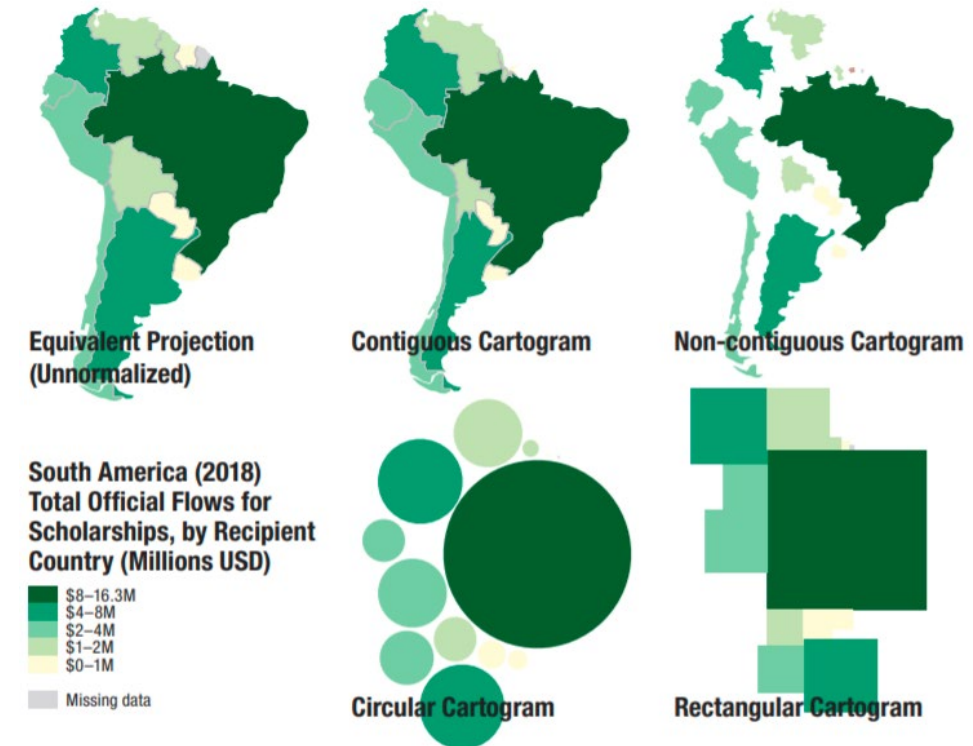 Equivalent Projection
(Unnormalized)
Contiguous Cartogram
Non-contiguous Cartogram
South America (2018)
Total Official Flows for
Scholarships, by Recipient
Country (Millions USD)
$8–16.3M
$4–8M
$2–4M
$1–2M
$0–1M
Missing data
Circular Cartogram
Rectangular Cartogram